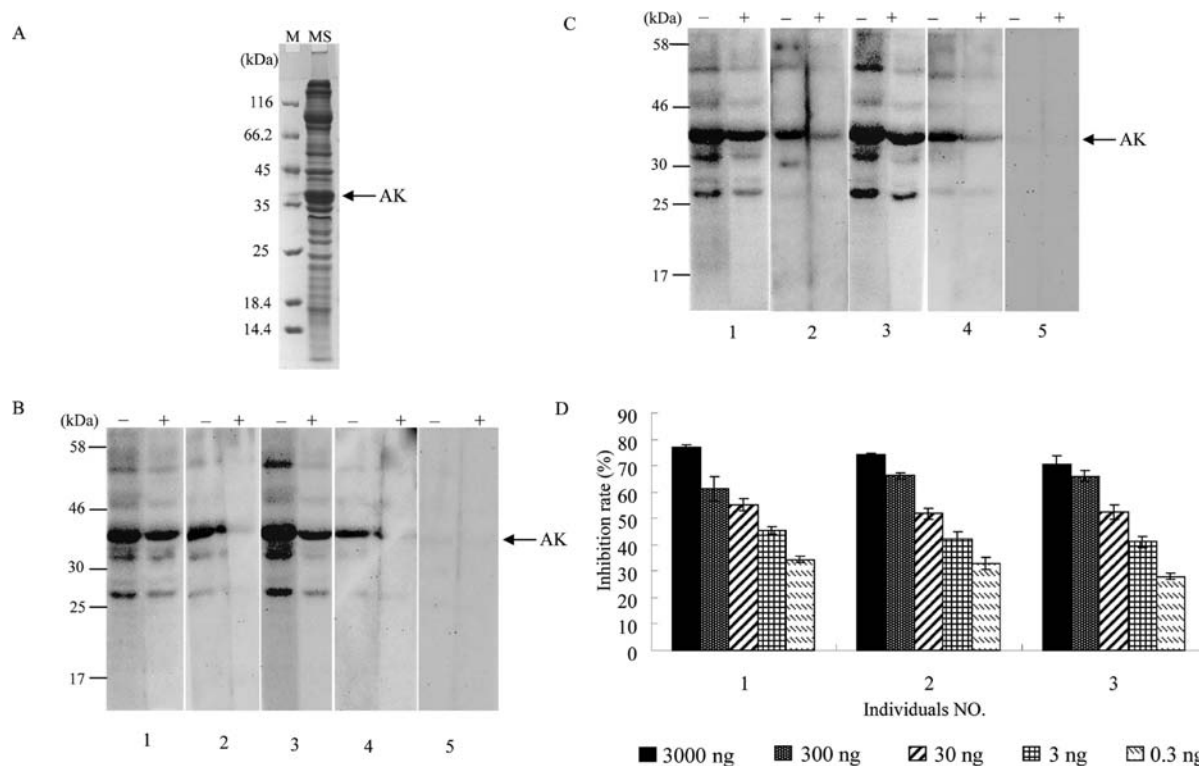 A
M MS
(kDa)
116
66.2
45
35
25
18.4
14.4
AK
B
(kDa) – + – + – + – + – +
58
46
30
25
17
AK
1 2 3 4 5
C
(kDa) – + – + – + – + – +
58
46
30
25
17
AK
1 2 3 4 5
D
Inhibition rate (%)
90
80
70
60
50
40
30
20
10
0
1 2 3
Individuals NO.
3000 ng 300 ng 30 ng 3 ng 0.3 ng